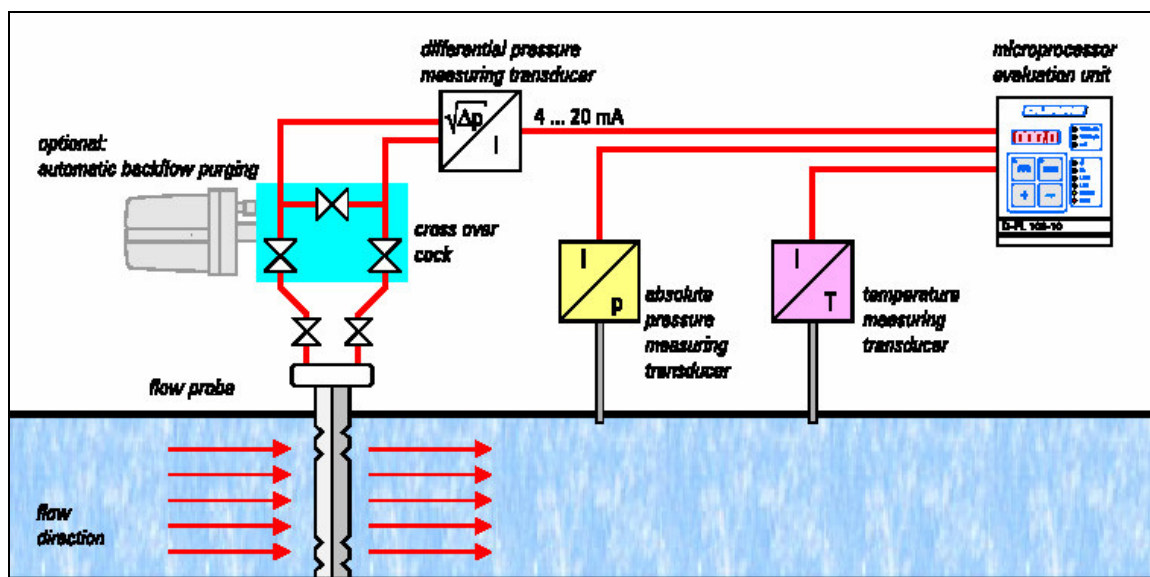 differential pressure
measuring transducer
microprocessor
evaluation unit
√Δp
I
4 ... 20 mA
optional:
automatic backflow purging
cross over
cock
I
p
absolute
pressure
measuring
transducer
I
T
temperature
measuring
transducer
flow probe
flow
direction